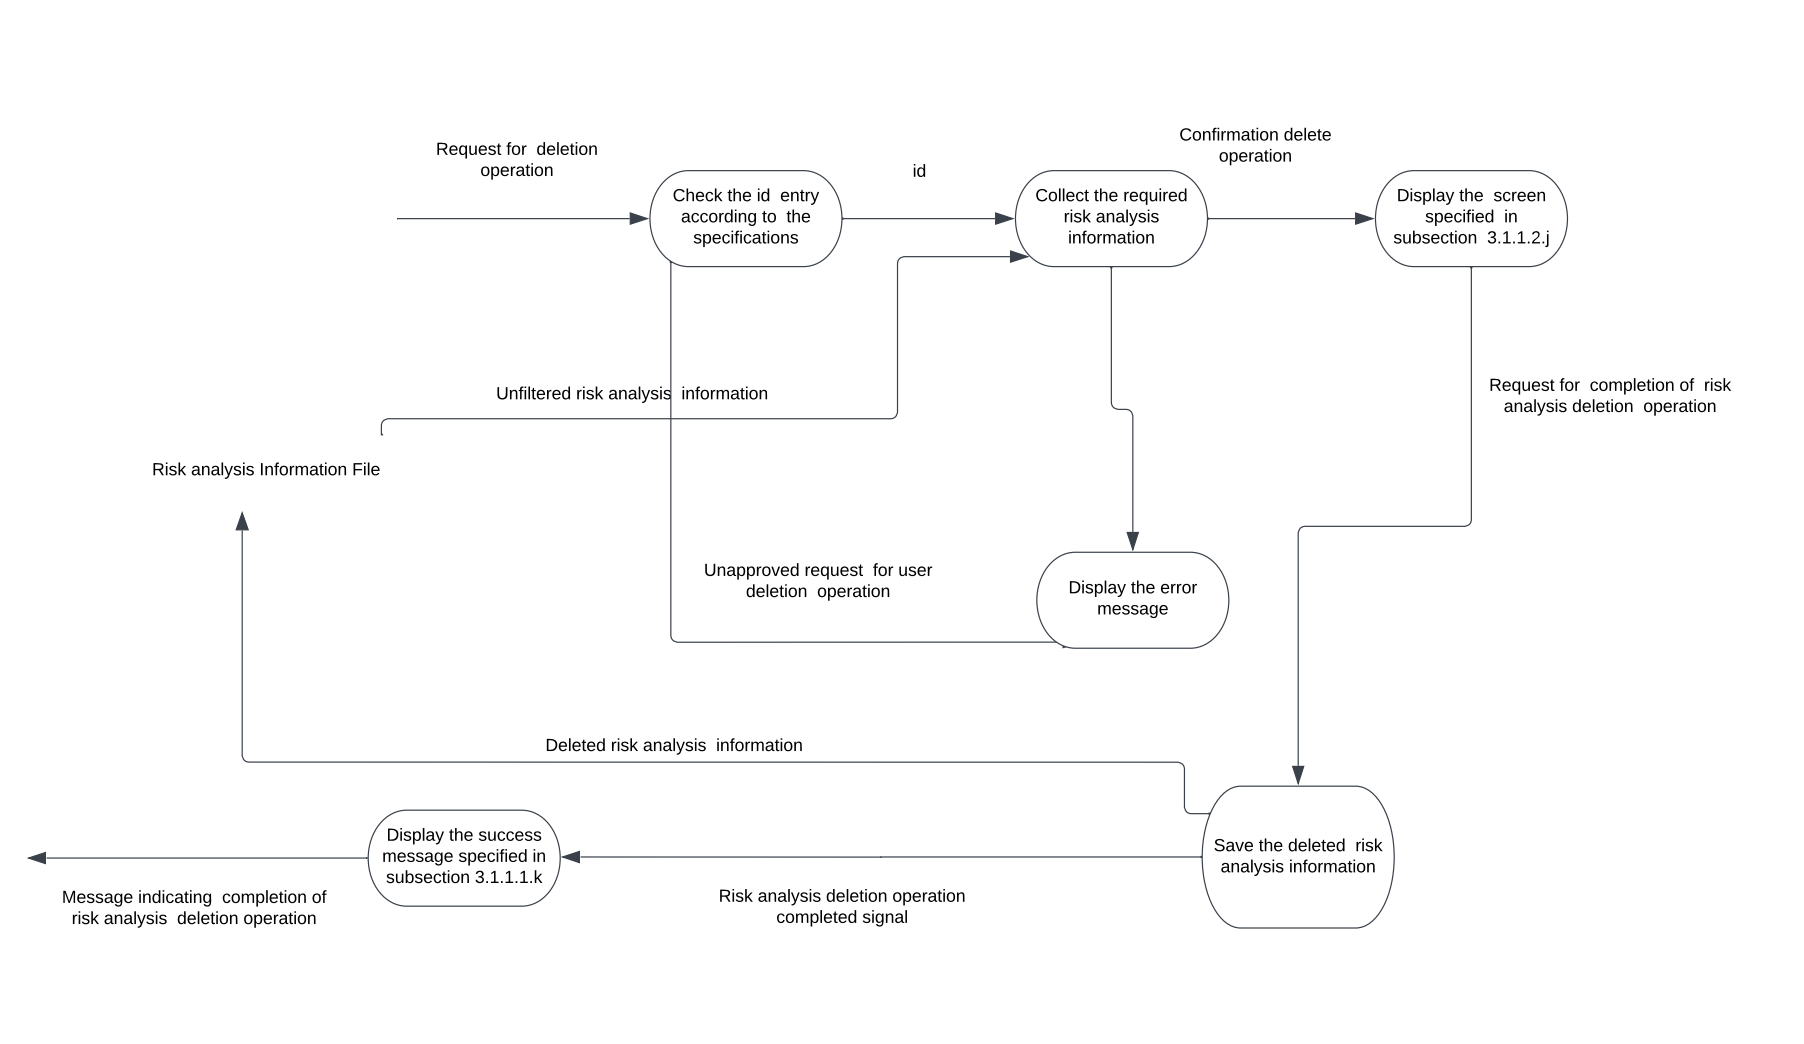 Confirmation delete
operation
Request for deletion
operation
id
Check the id entry
according to the
specifications
Collect the required
risk analysis
information
Display the screen
specified in
subsection 3.1.1.2.j
Unfiltered risk analysis information
Request for completion of risk
analysis deletion operation
Risk analysis Information File
Unapproved request for user
deletion operation
Display the error
message
Deleted risk analysis information
Display the success
message specified in
subsection 3.1.1.1.k
Save the deleted risk
analysis information
Message indicating completion of
risk analysis deletion operation
Risk analysis deletion operation
completed signal